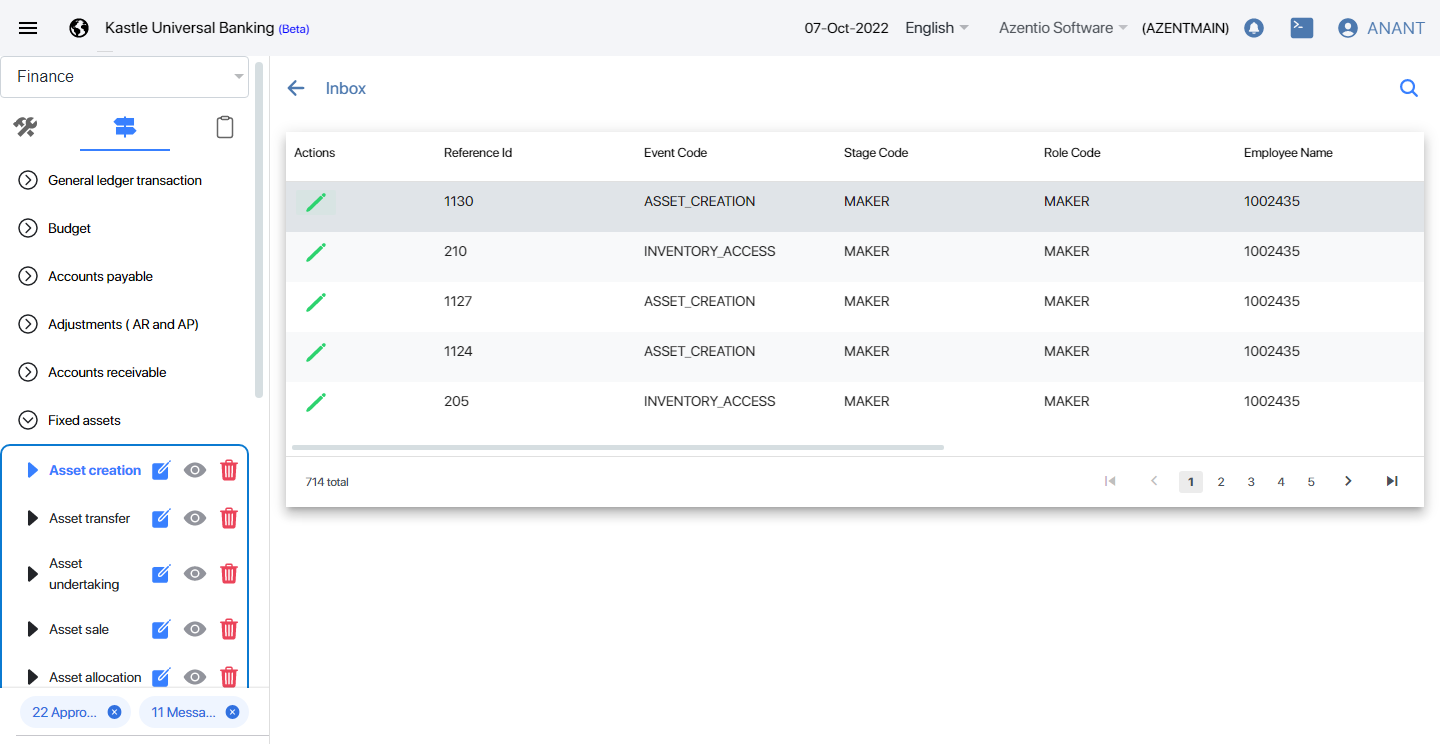 Kastle Universal Banking (Beta)
07-Oct-2022 English Azentio Software (AZENTMAIN) ANANT
Finance
General ledger transaction
Budget
Accounts payable
Adjustments ( AR and AP)
Accounts receivable
Fixed assets
Asset creation
Asset transfer
Asset
undertaking
Asset sale
Asset allocation
22 Appro... 11 Messa...
Inbox
Actions Reference Id Event Code Stage Code Role Code Employee Name
1130 ASSET_CREATION MAKER MAKER 1002435
210 INVENTORY_ACCESS MAKER MAKER 1002435
1127 ASSET_CREATION MAKER MAKER 1002435
1124 ASSET_CREATION MAKER MAKER 1002435
205 INVENTORY_ACCESS MAKER MAKER 1002435
714 total 1 2 3 4 5